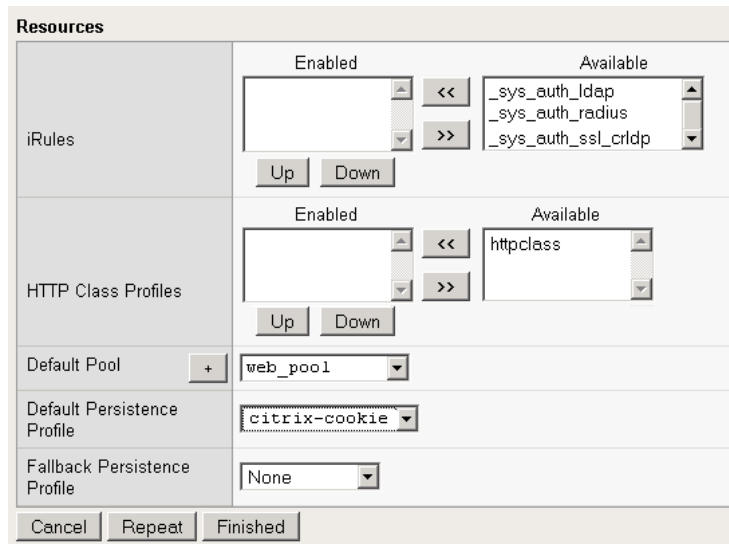 Resources
iRules
Enabled
Available
<<
>>
_sys_auth_ldap
_sys_auth_radius
_sys_auth_ssl_crldp
Up Down
HTTP Class Profiles
Enabled
Available
<<
>>
httpclass
Up Down
Default Pool + web_pool
Default Persistence
Profile
citrix-cookie
Fallback Persistence
Profile
None
Cancel Repeat Finished